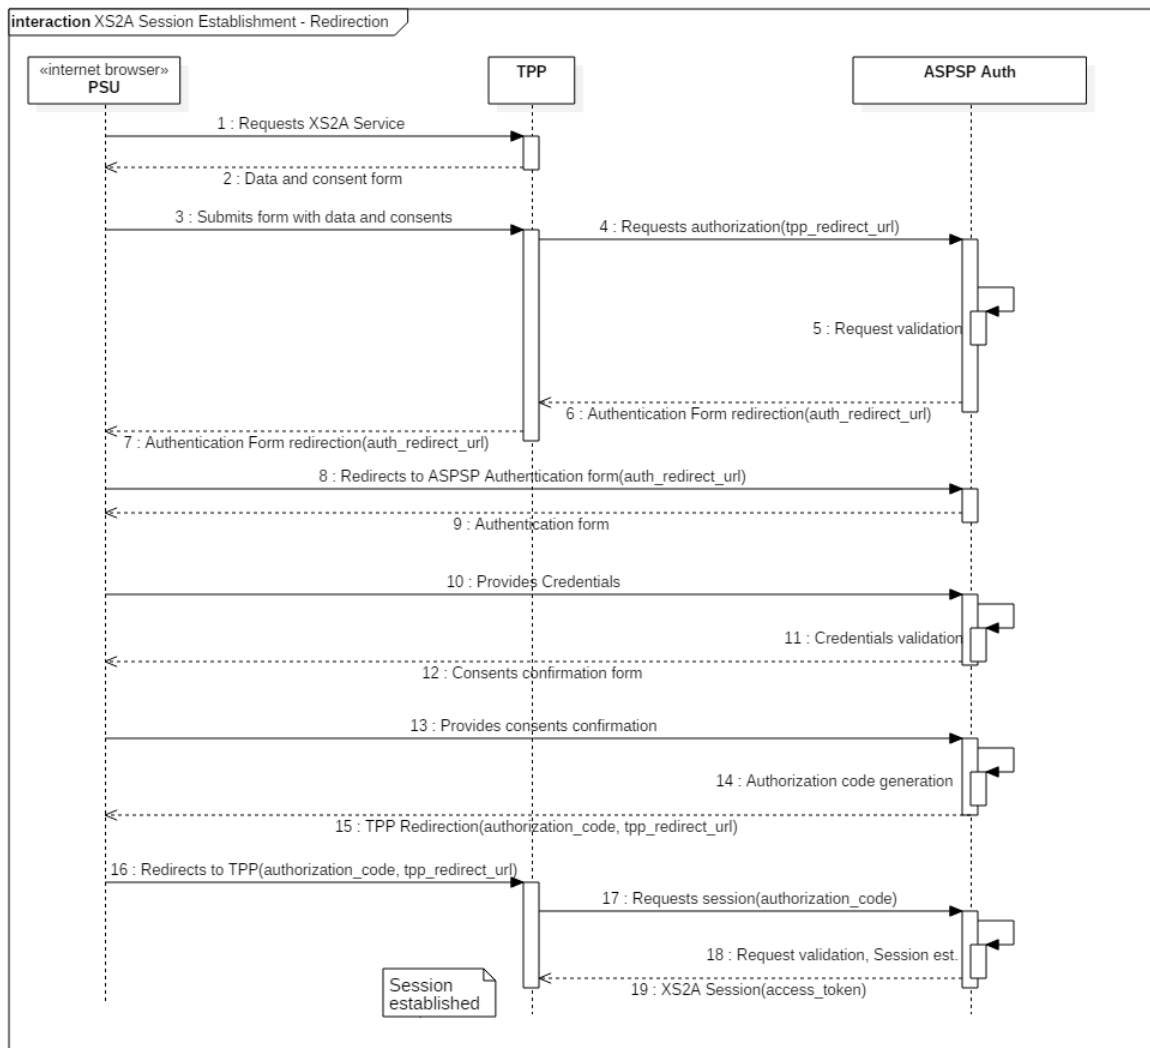 interaction XS2A Session Establishment - Redirection
«internet browser»
PSU
TPP
ASPSP Auth
1 : Requests XS2A Service
2 : Data and consent form
3 : Submits form with data and consents
4 : Requests authorization(tpp_redirect_url)
5 : Request validation
6 : Authentication Form redirection(auth_redirect_url)
7 : Authentication Form redirection(auth_redirect_url)
8 : Redirects to ASPSP Authentication form(auth_redirect_url)
9 : Authentication form
10 : Provides Credentials
11 : Credentials validation
12 : Consents confirmation form
13 : Provides consents confirmation
14 : Authorization code generation
15 : TPP Redirection(authorization_code, tpp_redirect_url)
16 : Redirects to TPP(authorization_code, tpp_redirect_url)
17 : Requests session(authorization_code)
18 : Request validation, Session est.
19 : XS2A Session(access_token)
Session
established